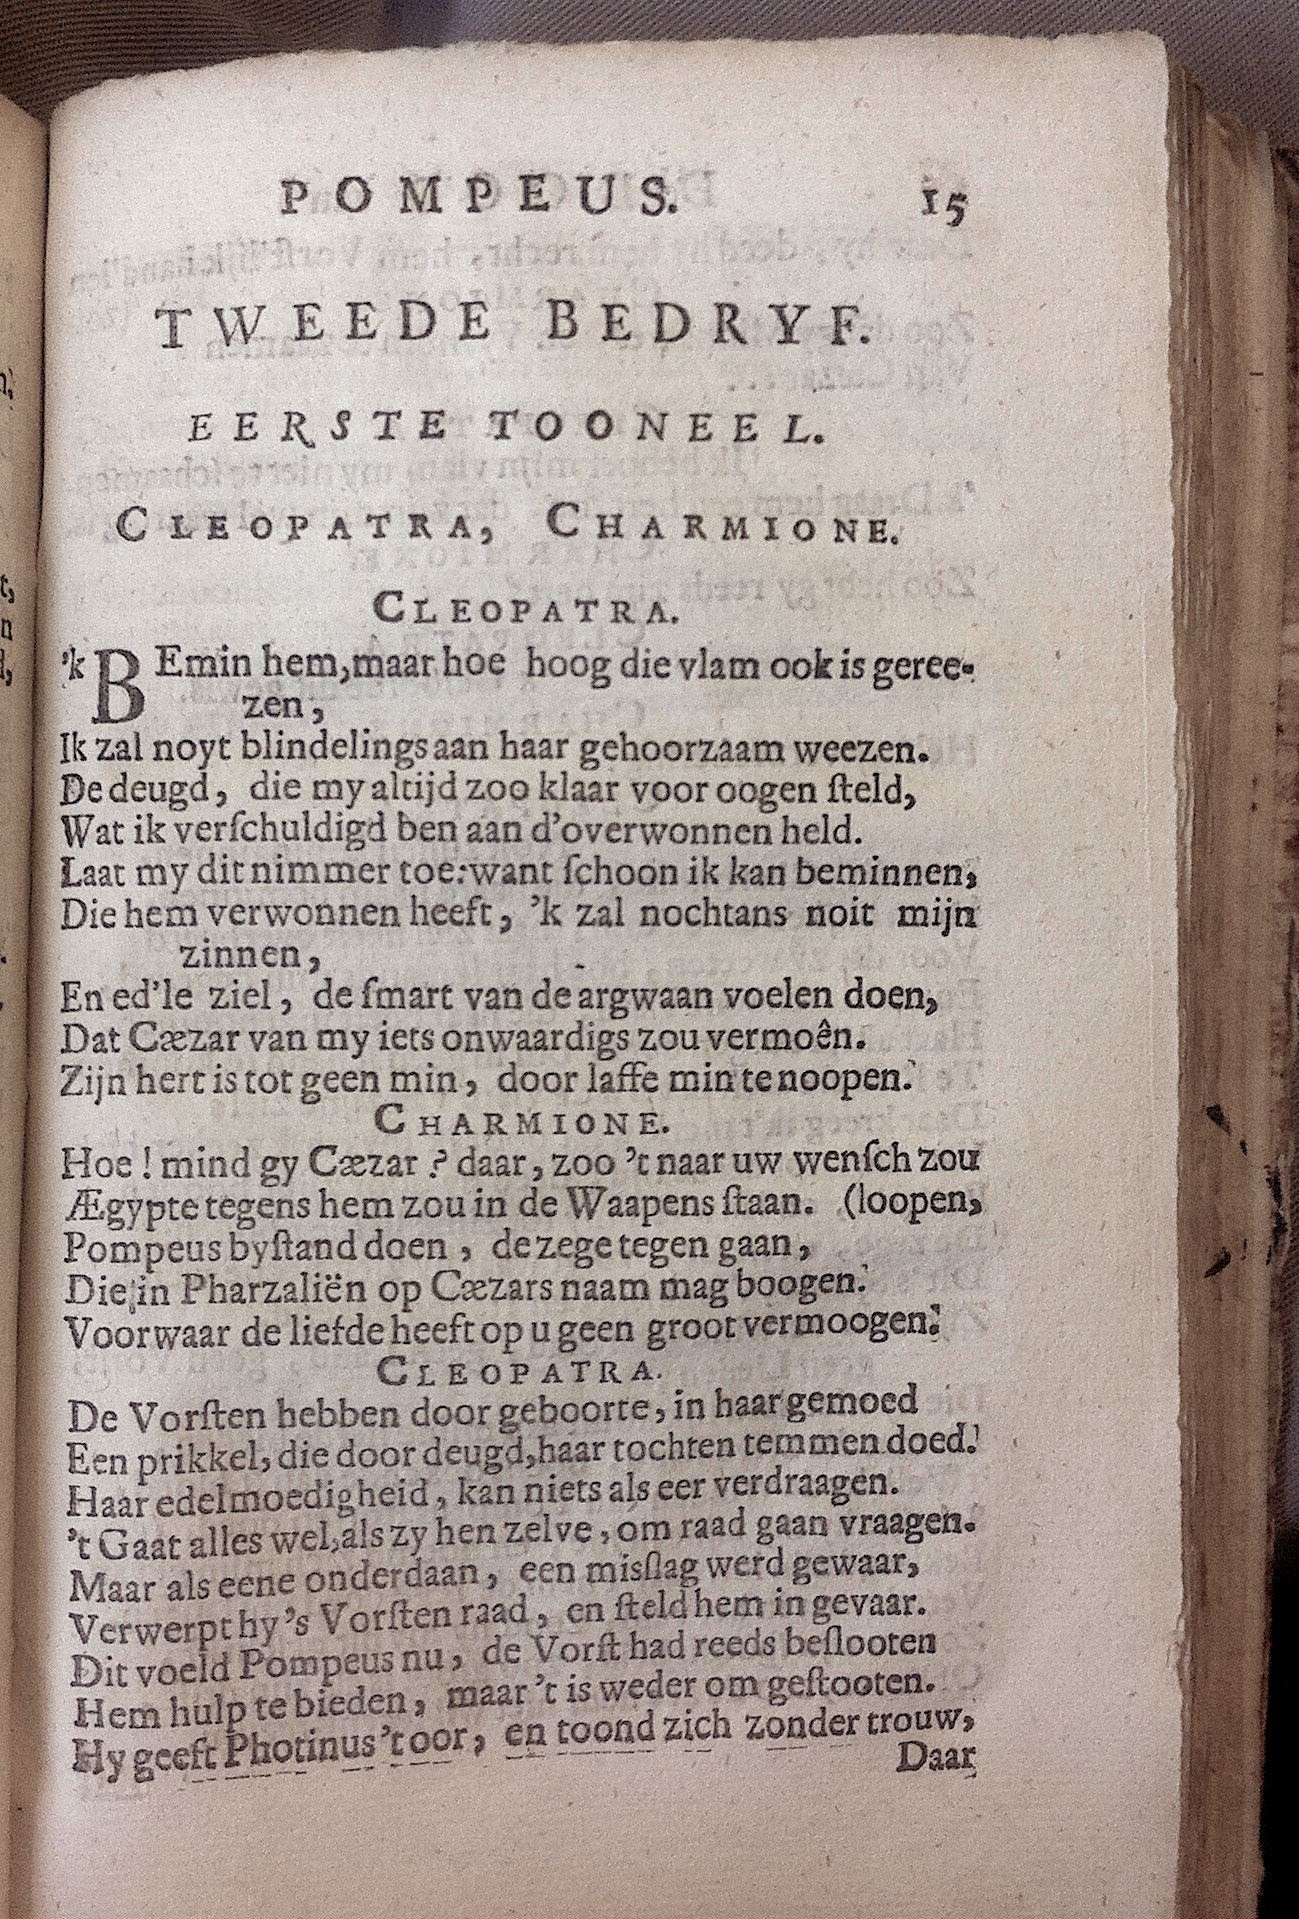 POMPEUS. 15
TWEEDE BEDRYF.
EERSTE TOONEEL.
CLEOPATRA, CHARMIONE.
CLEOPATRA.
'k BEmin hem, maar hoe hoog die vlam ook is geree-
zen,
Ik zal noyt blindelings aan haar gehoorzaam weezen.
De deugd, die my altijd zoo klaar voor oogen ſteld,
Wat ik verſchuldigd ben aan d'overwonnen held.
Laat my dit nimmer toe: want ſchoon ik kan beminnen,
Die hem verwonnen heeft, 'k zal nochtans noit mijn
zinnen,
En ed'le ziel, de ſmart van de argwaan voelen doen,
Dat Cæzar van my iets onwaardigs zou vermoên.
Zijn hert is tot geen min, door laffe min te noopen.
CHARMIONE.
Hoe! mind gy Cæzar? daar, zoo 't naar uw wenſch zou
Ægypte tegens hem zou in de Waapens ſtaan. (loopen,
Pompeus byſtand doen, de zege tegen gaan,
Die in Pharzaliën op Cæzars naam mag boogen.
Voorwaar de liefde heeft op u geen groot vermoogen.
CLEOPATRA.
De Vorſten hebben door geboorte, in haar gemoed
Een prikkel, die door deugd, haar tochten temmen doed.
Haar edelmoedigheid, kan niets als eer verdraagen.
't Gaat alles wel, als zy hen zelve, om raad gaan vraagen.
Maar als eene onderdaan, een misſlag werd gewaar,
Verwerpt hy 's Vorſten raad, en ſteld hem in gevaar.
Dit voeld Pompeus nu, de Vorſt had reeds beſlooten
Hem hulp te bieden, maar 't is weder om geſtooten.
Hy geeft Photinus 't oor, en toond zich zonder trouw,
Daar